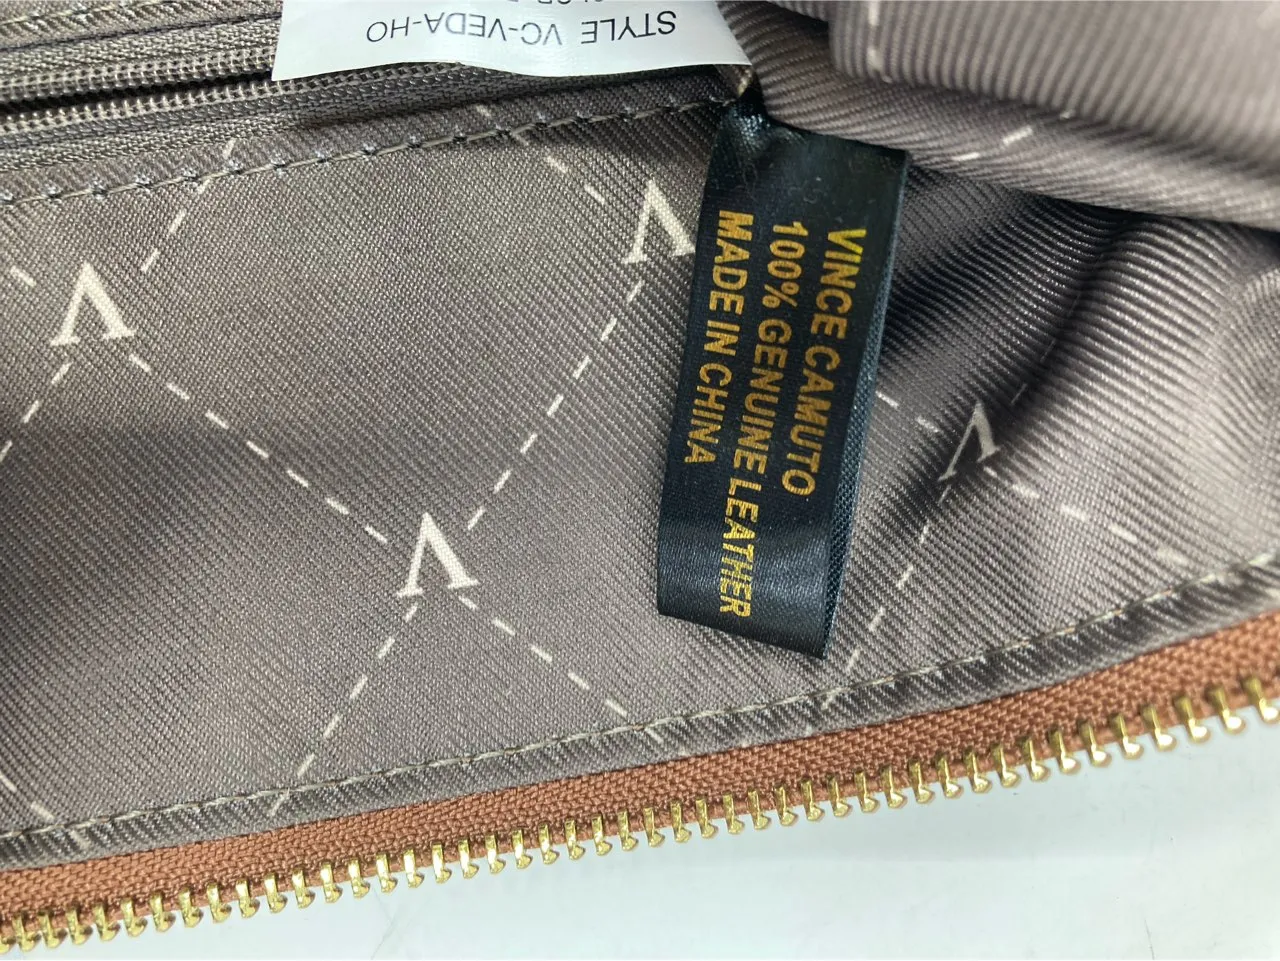 STYLE VC-VEDA-HO
VINCE CAMUTO
100% GENUINE LEATHER
MADE IN CHINA
V
V
V
V